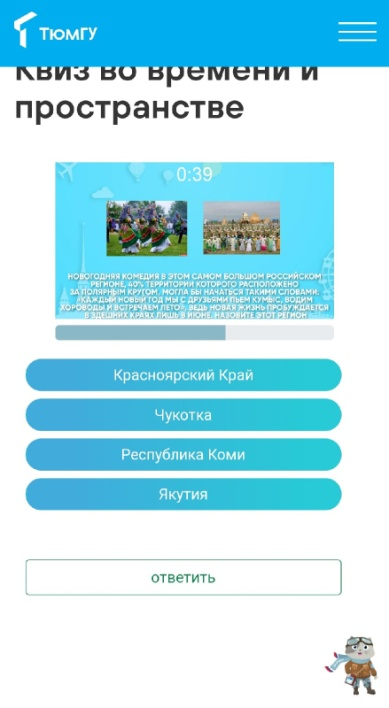 ТюмГУ
Квиз во времени и
пространстве
0:39
НОВОГОДНЯЯ КОМЕДИЯ В ЭТОМ САМОМ БОЛЬШОМ РОССИЙСКОМ
РЕГИОНЕ, 40% ТЕРРИТОРИИ КОТОРОГО РАСПОЛОЖЕНО
ЗА ПОЛЯРНЫМ КРУГОМ, МОГЛА БЫ НАЧАТЬСЯ ТАКИМИ СЛОВАМИ:
«КАЖДЫЙ НОВЫЙ ГОД МЫ С ДРУЗЬЯМИ ПЬЕМ КУМЫС, ВОДИМ
ХОРОВОДЫ И ВСТРЕЧАЕМ ЛЕТО». ВЕДЬ НОВАЯ ЖИЗНЬ ПРОБУЖДАЕТСЯ
В ЗДЕШНИХ КРАЯХ ЛИШЬ В ИЮНЕ. НАЗОВИТЕ ЭТОТ РЕГИОН
Красноярский Край
Чукотка
Республика Коми
Якутия
ответить